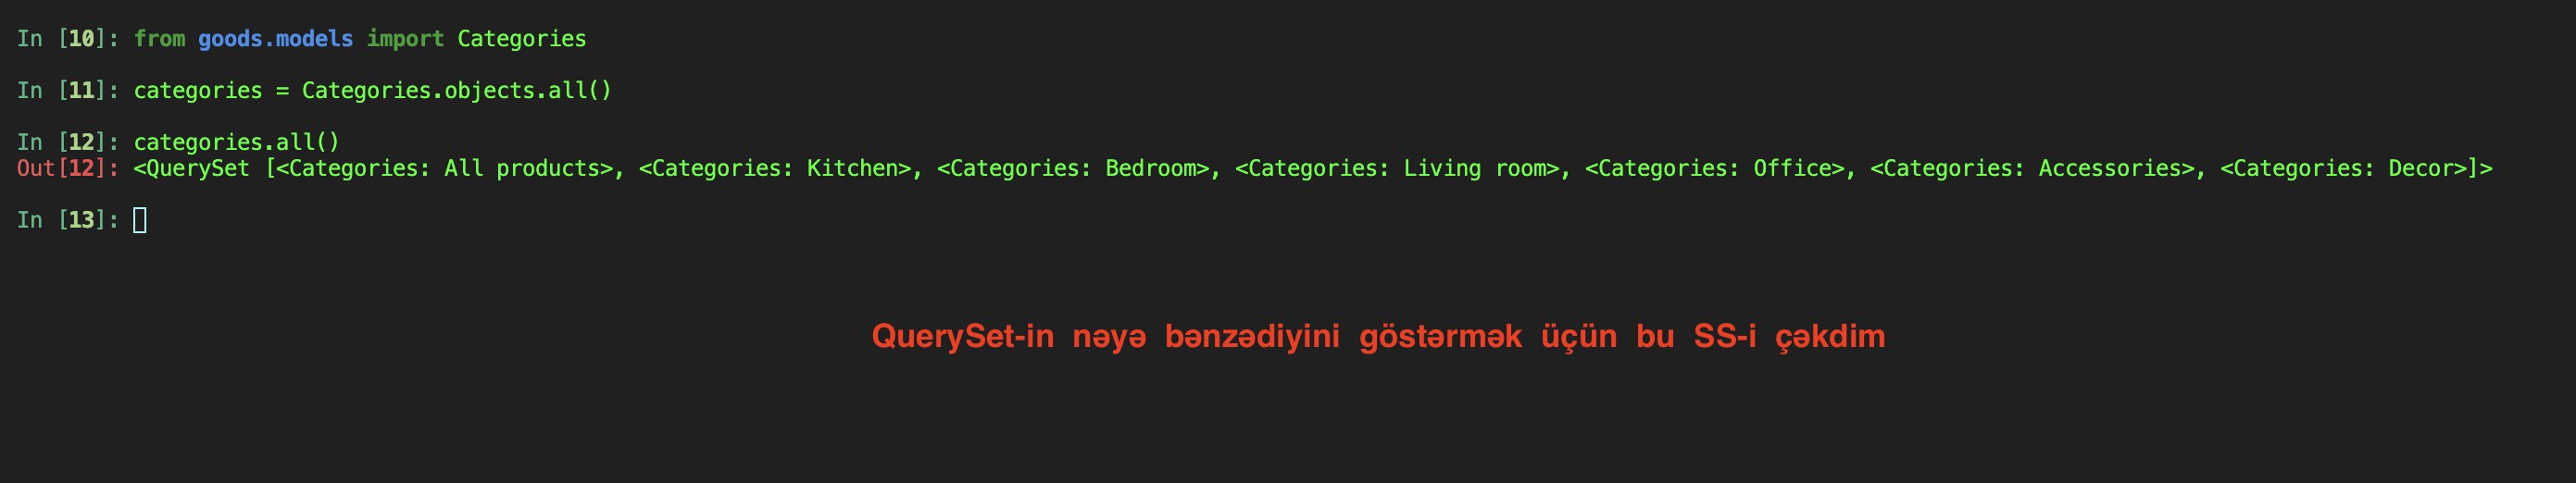 In [10]: from goods.models import Categories
In [11]: categories = Categories.objects.all()
In [12]: categories.all()
Out[12]: <QuerySet [<Categories: All products>, <Categories: Kitchen>, <Categories: Bedroom>, <Categories: Living room>, <Categories: Office>, <Categories: Accessories>, <Categories: Decor>]>
In [13]:
QuerySet-in nəyə bənzədiyini göstərmək üçün bu SS-i çəkdim